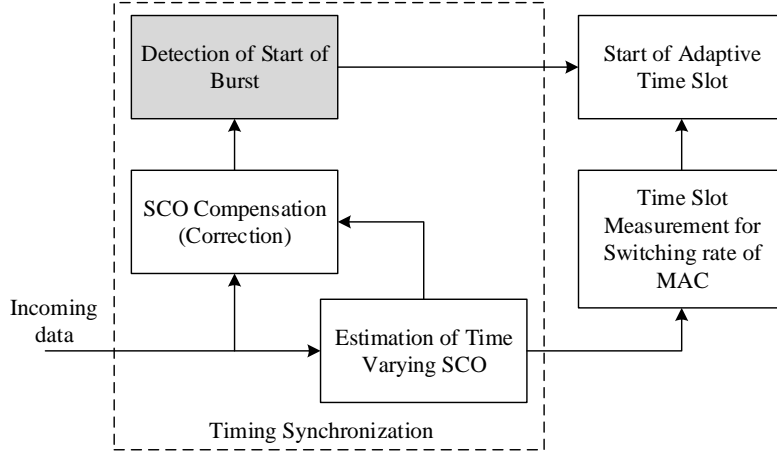 Detection of Start of
Burst
Start of Adaptive
Time Slot
SCO Compensation
(Correction)
Time Slot
Measurement for
Switching rate of
MAC
Incoming
data
Estimation of Time
Varying SCO
Timing Synchronization